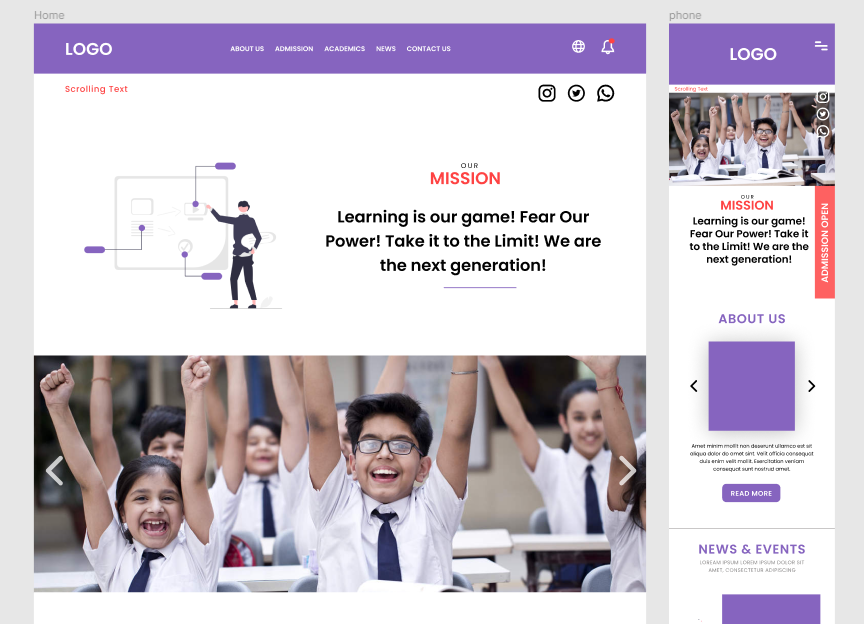 Home
LOGO
ABOUT US
ADMISSION
ACADEMICS
NEWS
CONTACT US
Scrolling Text
OUR
MISSION
Learning is our game! Fear Our
Power! Take it to the Limit! We are
the next generation!
phone
LOGO
Scrolling Text
OUR
MISSION
Learning is our game!
Fear Our Power! Take it
to the Limit! We are the
next generation!
ADMISSION OPEN
ABOUT US
Amet minim mollit non deserunt ullamco est sit
aliqua dolor do amet sint. Velit officia consequat
duis enim velit mollit. Exercitation veniam
consequat sunt nostrud amet.
READ MORE
NEWS & EVENTS
LOREAM IPSUM LOREM IPSUM DOLOR SIT
AMET, CONSECTETUR ADIPISCING